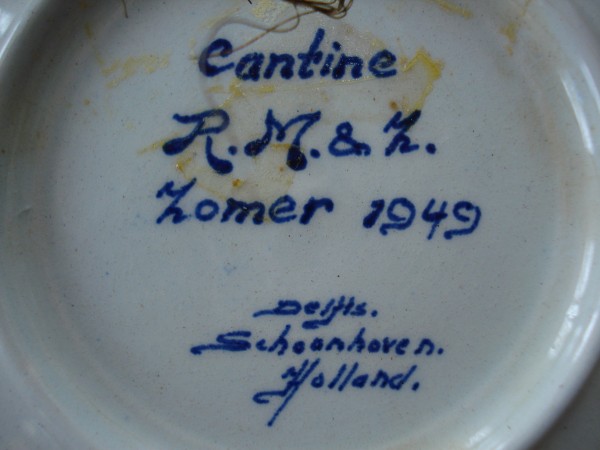 Cantine
R.M. & Z.
Zomer 1949
Delfts.
Schoonhoven.
Holland.